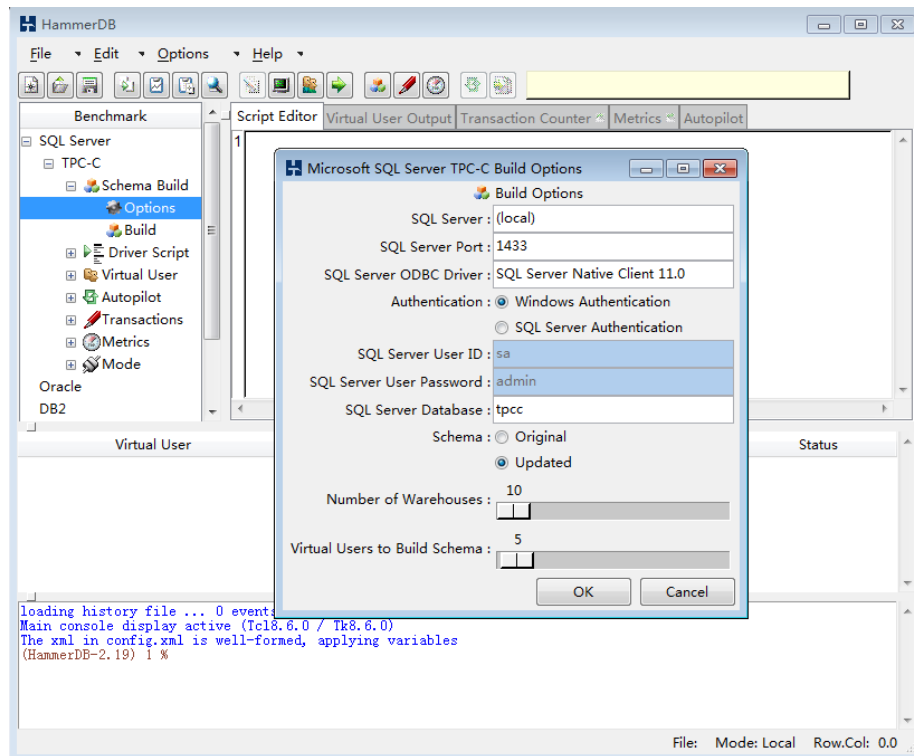 HammerDB
File Edit Options Help
Benchmark
SQL Server
TPC-C
Schema Build
Options
Build
Driver Script
Virtual User
Autopilot
Transactions
Metrics
Mode
Oracle
DB2
Script Editor Virtual User Output Transaction Counter Metrics Autopilot
1
Microsoft SQL Server TPC-C Build Options
Build Options
SQL Server : (local)
SQL Server Port : 1433
SQL Server ODBC Driver : SQL Server Native Client 11.0
Authentication : Windows Authentication
SQL Server Authentication
SQL Server User ID : sa
SQL Server User Password : admin
SQL Server Database : tpcc
Schema : Original
Updated
Number of Warehouses : 10
Virtual Users to Build Schema : 5
OK Cancel
Virtual User Status
loading history file ... 0 events
Main console display active (Tcl8.6.0 / Tk8.6.0)
The xml in config.xml is well-formed, applying variables
(HammerDB-2.19) 1 %
File: Mode: Local Row.Col: 0.0